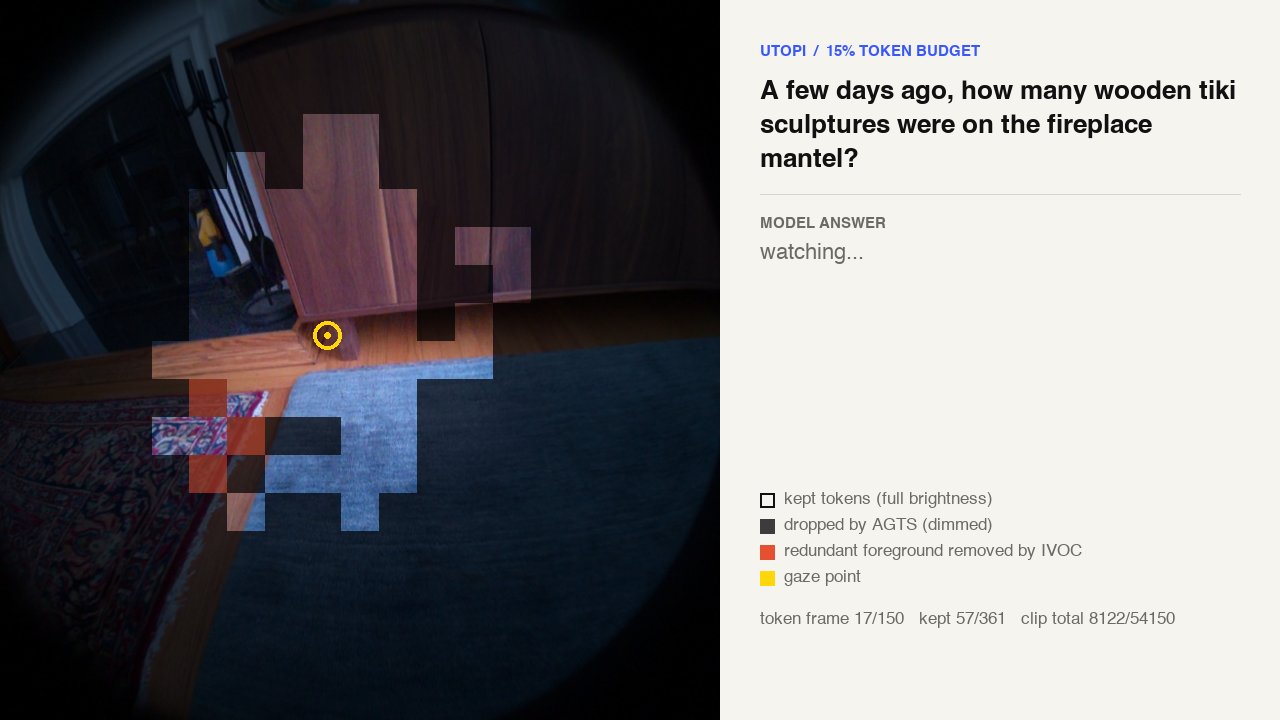 UTOPI / 15% TOKEN BUDGET
A few days ago, how many wooden tiki
sculptures were on the fireplace
mantel?
MODEL ANSWER
watching...
kept tokens (full brightness)
dropped by AGTS (dimmed)
redundant foreground removed by IVOC
gaze point
token frame 17/150 kept 57/361 clip total 8122/54150